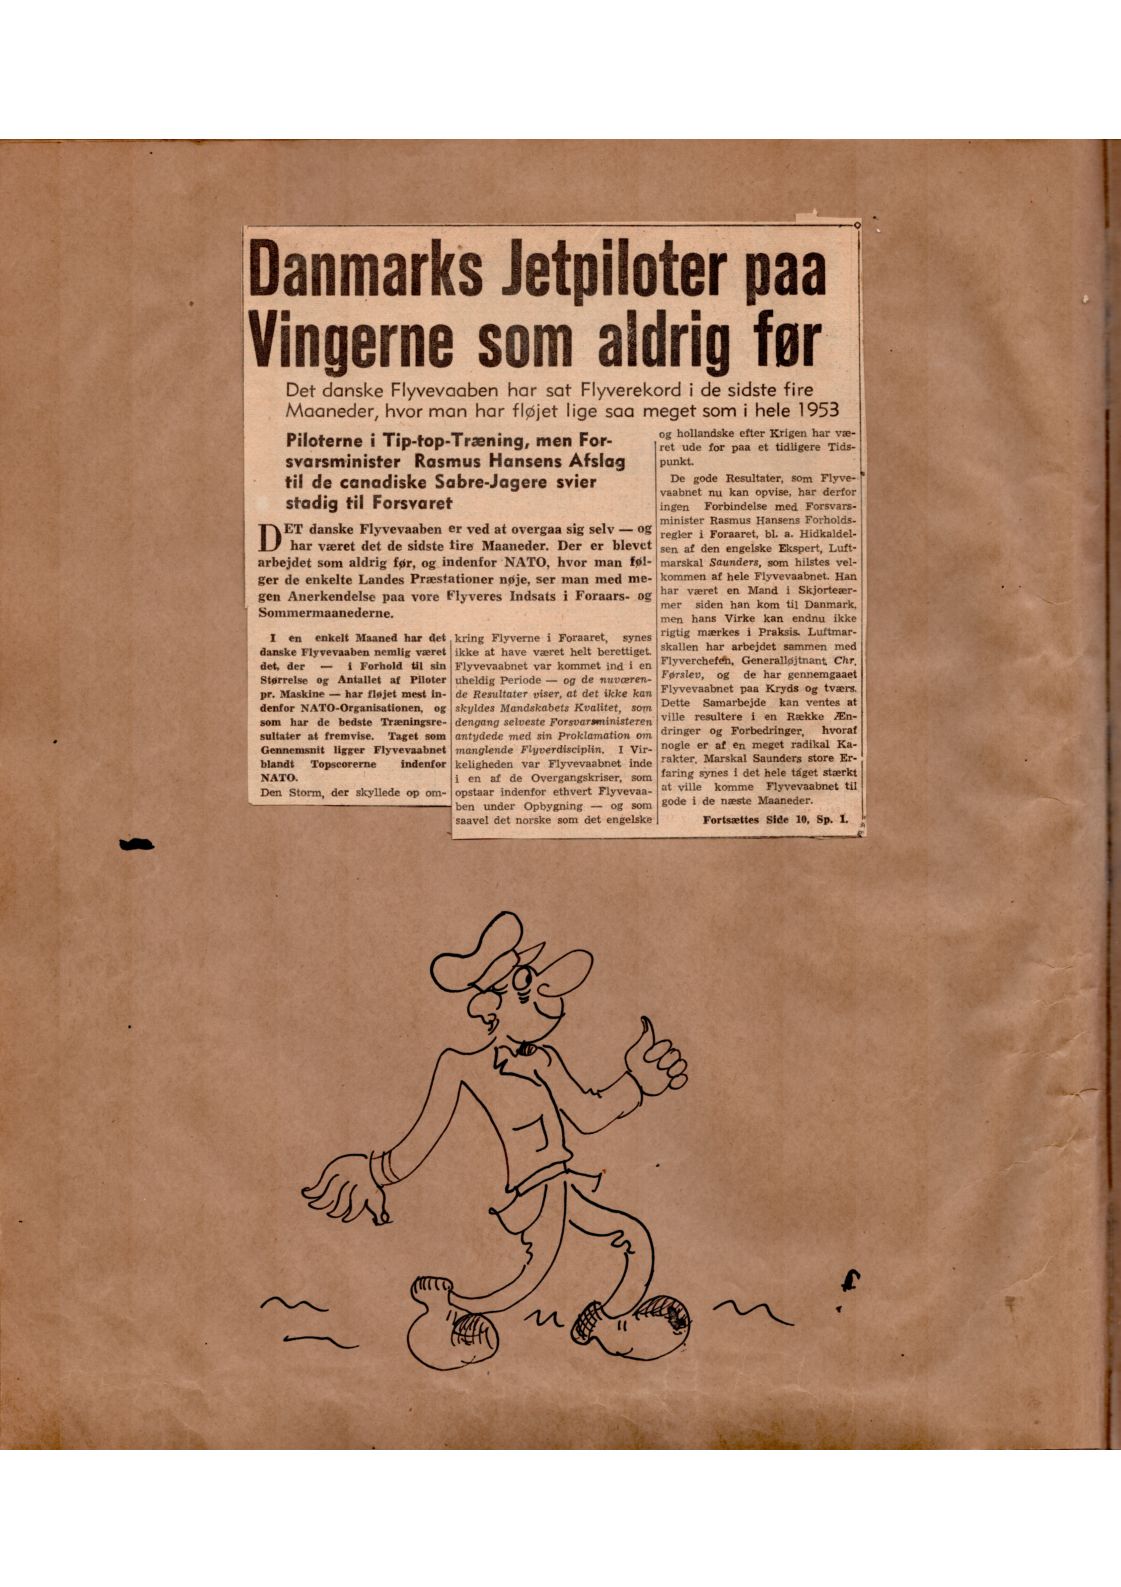 Danmarks Jetpiloter paa
Vingerne som aldrig før
Det danske Flyvevaaben har sat Flyverekord i de sidste fire
Maaneder, hvor man har fløjet lige saa meget som i hele 1953
Piloterne i Tip-top-Træning, men For-
svarsminister Rasmus Hansens Afslag
til de canadiske Sabre-Jagere svier
stadig til Forsvaret
DET danske Flyvevaaben er ved at overgaa sig selv — og
har været det de sidste fire Maaneder. Der er blevet
arbejdet som aldrig før, og indenfor NATO, hvor man føl-
ger de enkelte Landes Præstationer nøje, ser man med me-
gen Anerkendelse paa vore Flyveres Indsats i Foraars- og
Sommermaanederne.
I en enkelt Maaned har det
danske Flyvevaaben nemlig været
det, der — i Forhold til sin
Størrelse og Antallet af Piloter
pr. Maskine — har fløjet mest in-
denfor NATO-Organisationen, og
som har de bedste Træningsre-
sultater at fremvise. Taget som
Gennemsnit ligger Flyvevaabnet
blandt Topscorerne indenfor
NATO.
Den Storm, der skyllede op om-
kring Flyverne i Foraaret, synes
ikke at have været helt berettiget.
Flyvevaabnet var kommet ind i en
uheldig Periode — og de nuværen-
de Resultater viser, at det ikke kan
skyldes Mandskabets Kvalitet, som
dengang selveste Forsvarsministeren
antydede med sin Proklamation om
manglende Flyverdisciplin. I Vir-
keligheden var Flyvevaabnet inde
i en af de Overgangskriser, som
opstaar indenfor ethvert Flyvevaa-
ben under Opbygning — og som
saavel det norske som det engelske
og hollandske efter Krigen har væ-
ret ude for paa et tidligere Tids-
punkt.
De gode Resultater, som Flyve-
vaabnet nu kan opvise, har derfor
ingen Forbindelse med Forsvars-
minister Rasmus Hansens Forholds-
regler i Foraaret, bl. a. Hidkaldel-
sen af den engelske Ekspert, Luft-
marskal Saunders, som hilstes vel-
kommen af hele Flyvevaabnet. Han
har været en Mand i Skjorteær-
mer siden han kom til Danmark,
men hans Virke kan endnu ikke
rigtig mærkes i Praksis. Luftmar-
skallen har arbejdet sammen med
Flyverchefen, Generalløjtnant Chr.
Førslev, og de har gennemgaaet
Flyvevaabnet paa Kryds og tværs.
Dette Samarbejde kan ventes at
ville resultere i en Række Æn-
dringer og Forbedringer, hvoraf
nogle er af en meget radikal Ka-
rakter. Marskal Saunders store Er-
faring synes i det hele taget stærkt
at ville komme Flyvevaabnet til
gode i de næste Maaneder.
Fortsættes Side 10, Sp. 1.